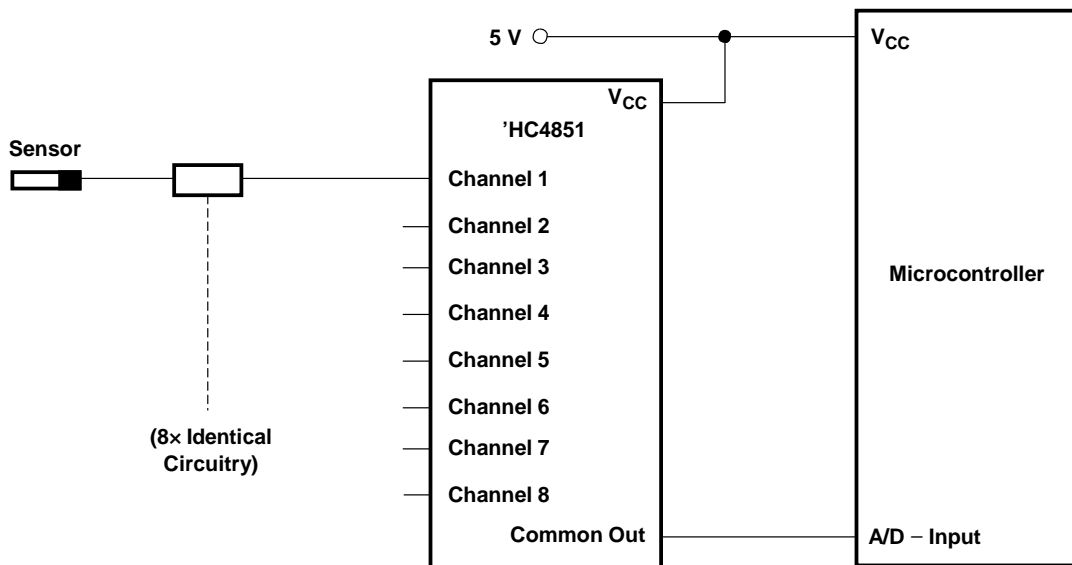 5 V
VCC
VCC
'HC4851
Sensor
Channel 1
Channel 2
Channel 3
Microcontroller
Channel 4
Channel 5
Channel 6
(8× Identical
Circuitry)
Channel 7
Channel 8
Common Out
A/D – Input